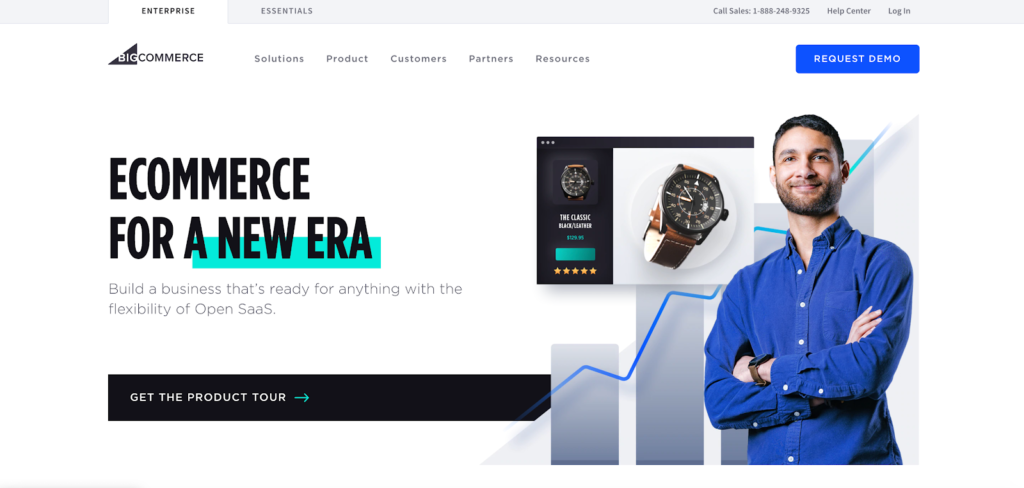 ENTERPRISE
ESSENTIALS
Call Sales: 1-888-248-9325
Help Center
Log In
BIGCOMMERCE
Solutions
Product
Customers
Partners
Resources
REQUEST DEMO
ECOMMERCE
FOR A NEW ERA
Build a business that's ready for anything with the
flexibility of Open SaaS.
GET THE PRODUCT TOUR
THE CLASSIC
BLACK/LEATHER
$129.95